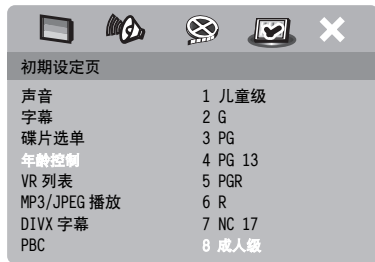 初期设定页
声音 1 儿童级
字幕 2 G
碟片选单 3 PG
年龄控制 4 PG 13
VR 列表 5 PGR
MP3/JPEG 播放 6 R
DIVX 字幕 7 NC 17
PBC 8 成人级